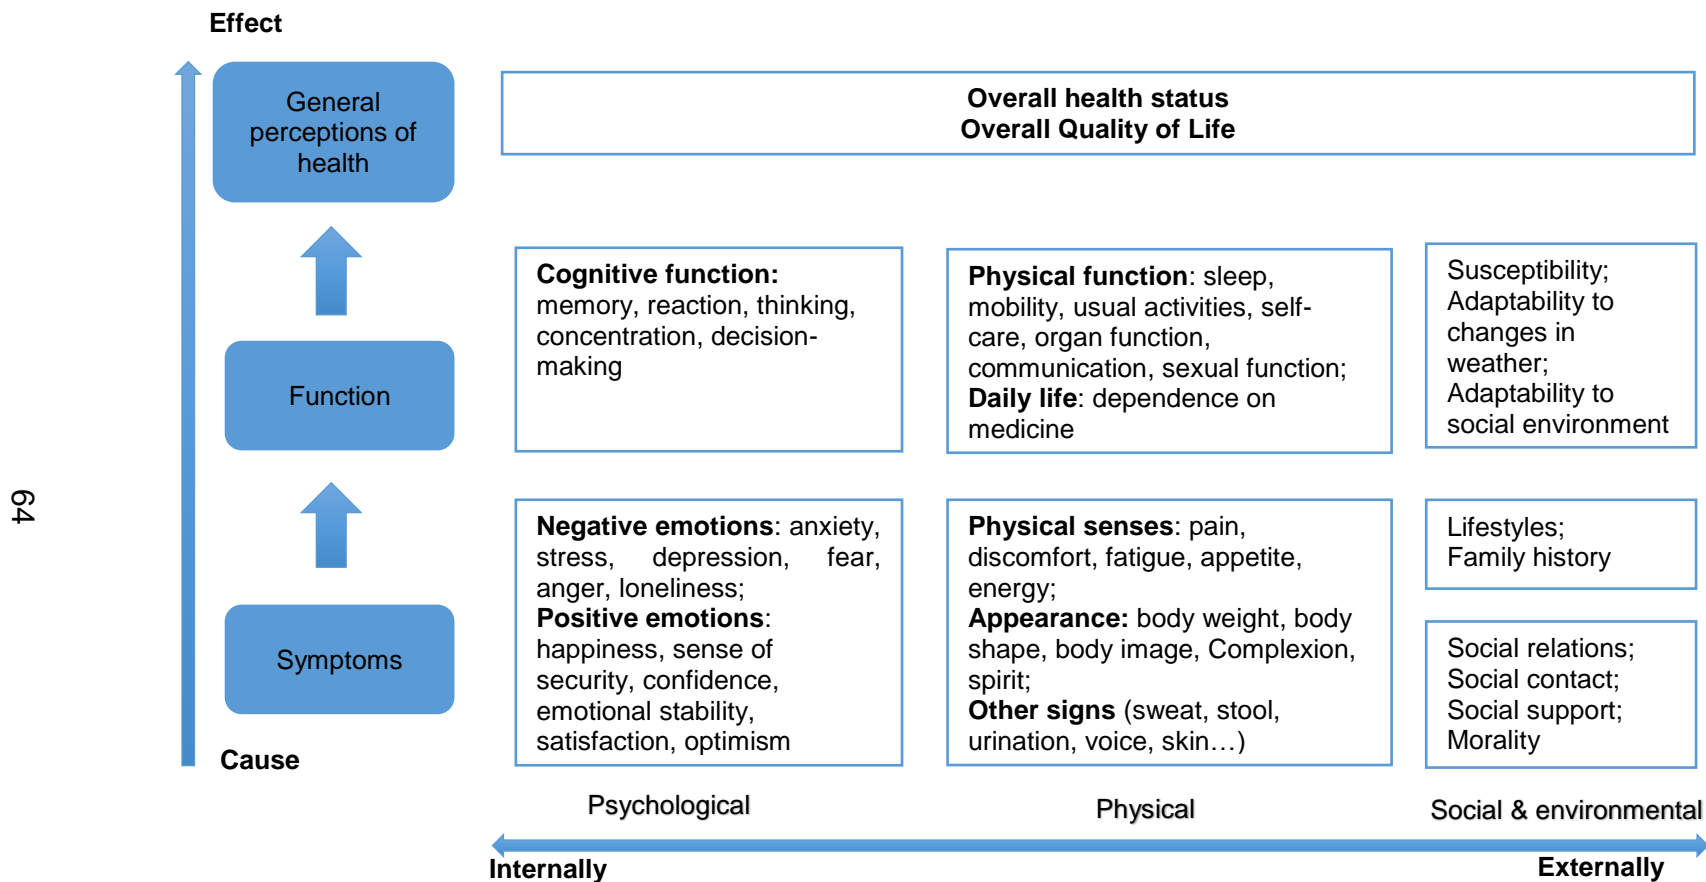 Effect
General
perceptions of
health
Overall health status
Overall Quality of Life
Function
Cognitive function:
memory, reaction, thinking,
concentration, decision-
making
Physical function: sleep,
mobility, usual activities, self-
care, organ function,
communication, sexual function;
Daily life: dependence on
medicine
Susceptibility;
Adaptability to
changes in
weather;
Adaptability to
social environment
64
Symptoms
Negative emotions: anxiety,
stress, depression, fear,
anger, loneliness;
Positive emotions:
happiness, sense of
security, confidence,
emotional stability,
satisfaction, optimism
Physical senses: pain,
discomfort, fatigue, appetite,
energy;
Appearance: body weight, body
shape, body image, Complexion,
spirit;
Other signs (sweat, stool,
urination, voice, skin…)
Lifestyles;
Family history
Social relations;
Social contact;
Social support;
Morality
Cause
Psychological
Physical
Social & environmental
Internally
Externally